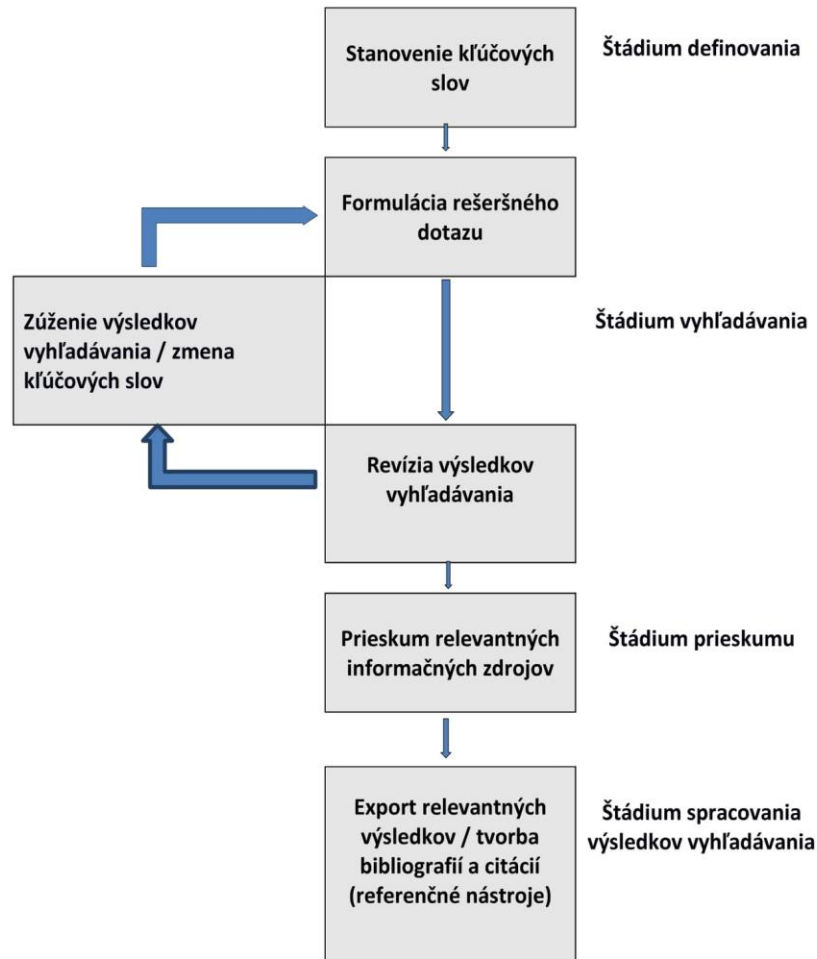 Stanovenie kľúčových
slov
Štádium definovania
Formulácia rešeršného
dotazu
Zúženie výsledkov
vyhľadávania / zmena
kľúčových slov
Štádium vyhľadávania
Revízia výsledkov
vyhľadávania
Prieskum relevantných
informačných zdrojov
Štádium prieskumu
Export relevantných
výsledkov / tvorba
bibliografií a citácií
(referenčné nástroje)
Štádium spracovania
výsledkov vyhľadávania